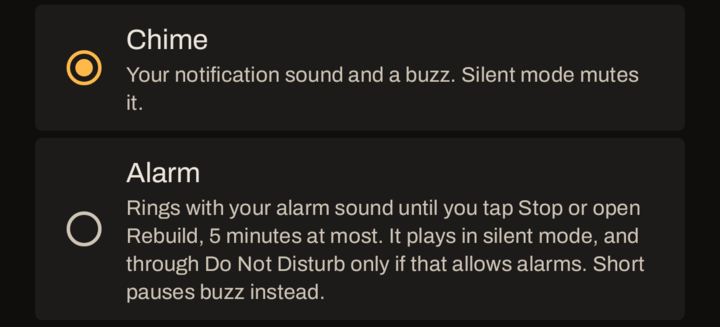 Chime
Your notification sound and a buzz. Silent mode mutes
it.
Alarm
Rings with your alarm sound until you tap Stop or open
Rebuild, 5 minutes at most. It plays in silent mode, and
through Do Not Disturb only if that allows alarms. Short
pauses buzz instead.